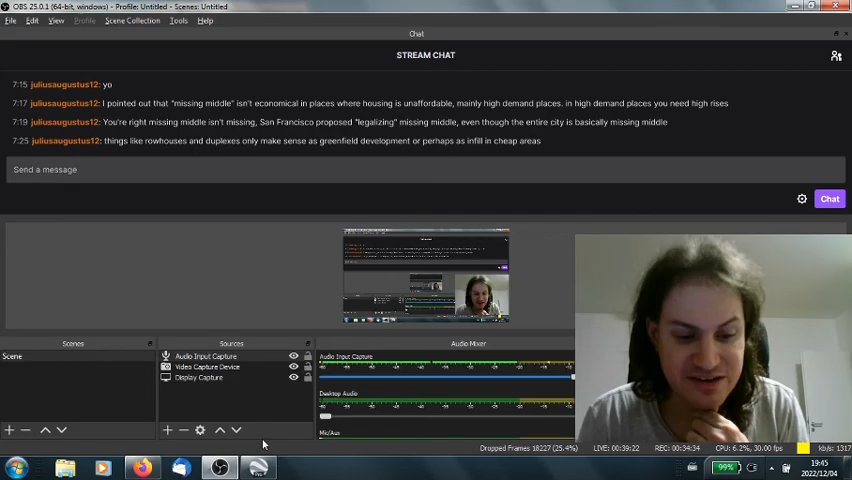 OBS 25.0.1 (64-bit, windows) - Profile: Untitled - Scenes: Untitled
File Edit View Profile Scene Collection Tools Help
Chat
STREAM CHAT
7:15 juliusaugustus12: yo
7:17 juliusaugustus12: I pointed out that "missing middle" isn't economical in places where housing is unaffordable, mainly high demand places. in high demand places you need high rises
7:19 juliusaugustus12: You're right missing middle isn't missing, San Francisco proposed "legalizing" missing middle, even though the entire city is basically missing middle
7:25 juliusaugustus12: things like rowhouses and duplexes only make sense as greenfield development or perhaps as infill in cheap areas
Send a message
Chat
Scenes Sources Audio Mixer
Scene
Audio Input Capture
Video Capture Device
Display Capture
Audio Input Capture
Desktop Audio
Mic/Aux
Dropped Frames 18227 (25.4%) LIVE: 00:39:22 REC: 00:34:34 CPU: 6.2%, 30.00 fps kb/s: 1317
99% 19:45
2022/12/04